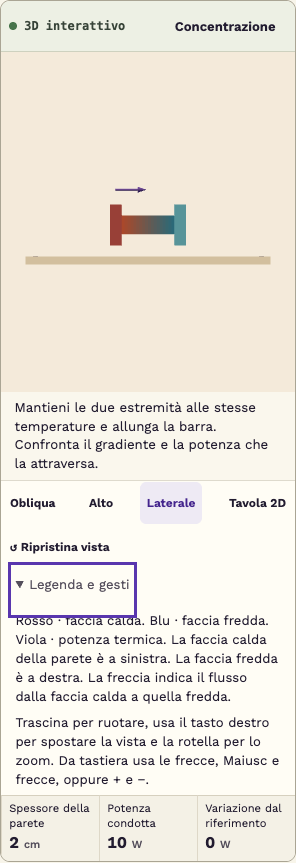 3D interattivo
Concentrazione
Mantieni le due estremità alle stesse
temperature e allunga la barra.
Confronta il gradiente e la potenza che
la attraversa.
Obliqua Alto Laterale Tavola 2D
↺ Ripristina vista
▼ Legenda e gesti
Rosso · faccia calda. Blu · faccia fredda.
Viola · potenza termica. La faccia calda
della parete è a sinistra. La faccia fredda
è a destra. La freccia indica il flusso
dalla faccia calda a quella fredda.
Trascina per ruotare, usa il tasto destro
per spostare la vista e la rotella per lo
zoom. Da tastiera usa le frecce, Maiusc e
frecce, oppure + e −.
Spessore della
parete
2 cm
Potenza
condotta
10 W
Variazione dal
riferimento
0 W